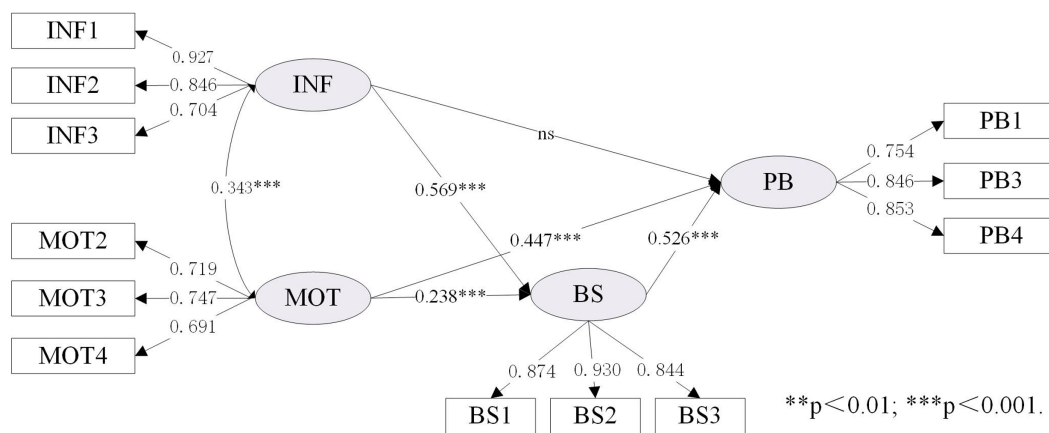 INF1
0.927
INF2
0.846
INF3
0.704
INF
ns
0.343***
0.569***
PB
PB1
0.754
PB3
0.846
PB4
0.853
MOT2
0.719
MOT3
0.747
MOT4
0.691
MOT
0.447***
0.526***
0.238***
BS
0.874
0.930
0.844
BS1
BS2
BS3
**p<0.01; ***p<0.001.